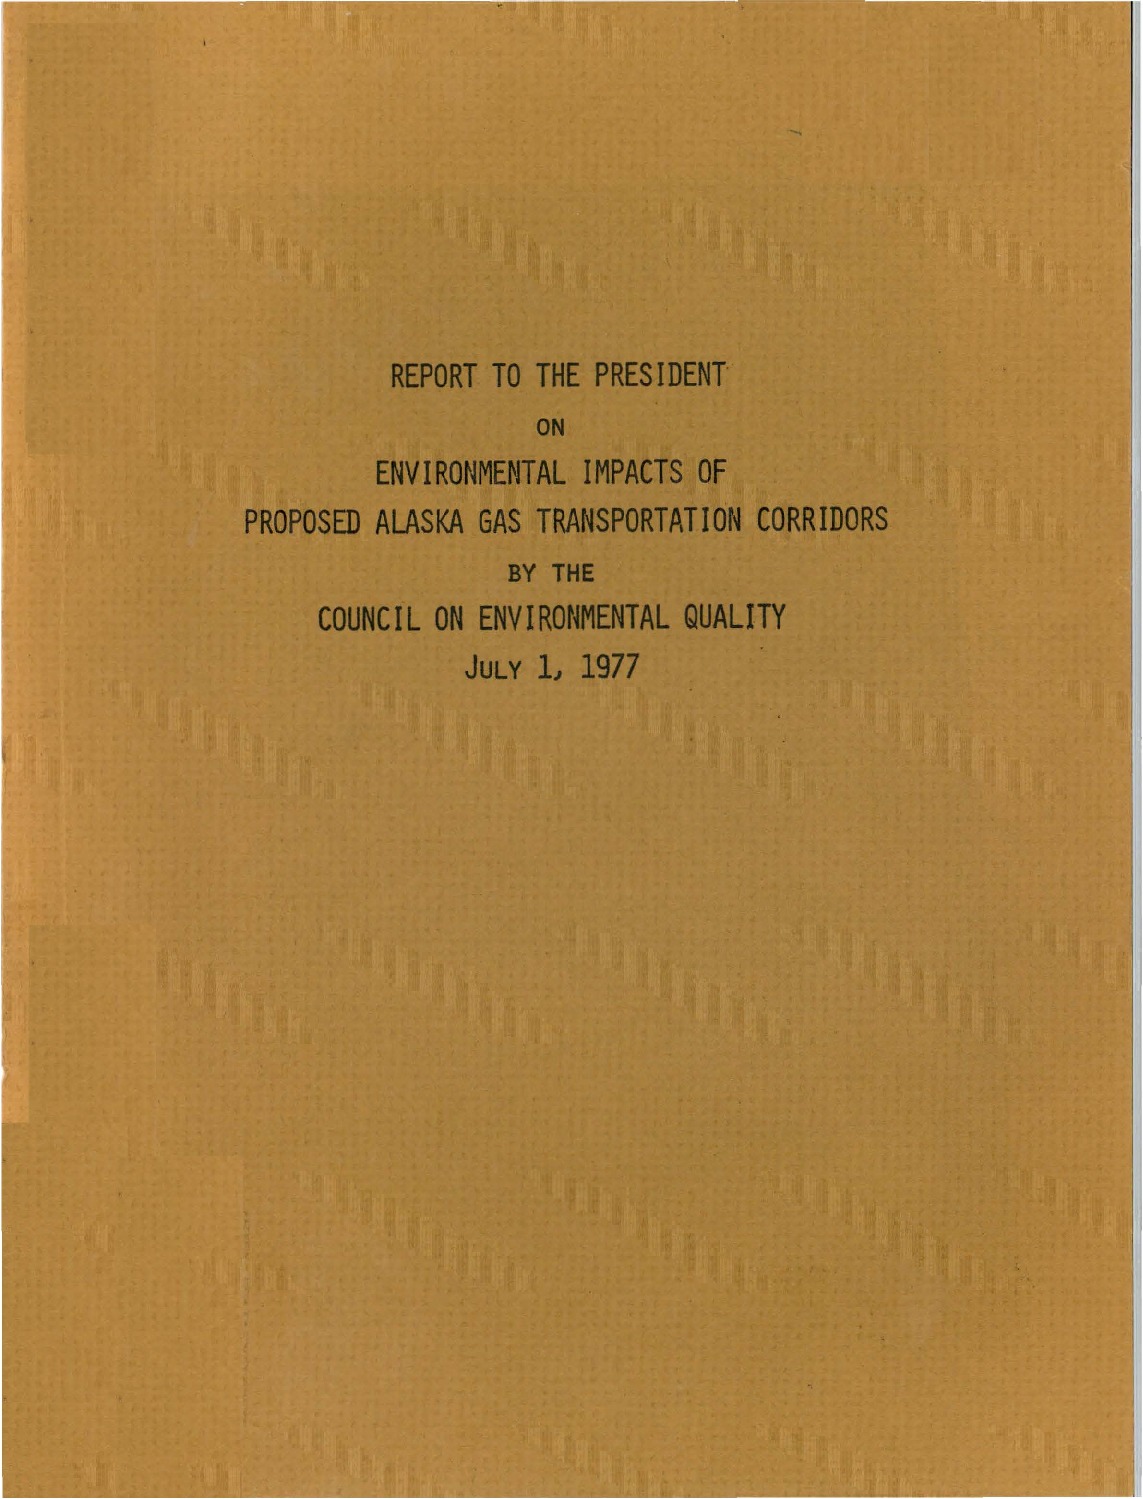 REPORT TO THE PRESIDENT
ON
ENVIRONMENTAL IMPACTS OF
PROPOSED ALASKA GAS TRANSPORTATION CORRIDORS
BY THE
COUNCIL ON ENVIRONMENTAL QUALITY
JULY 1, 1977